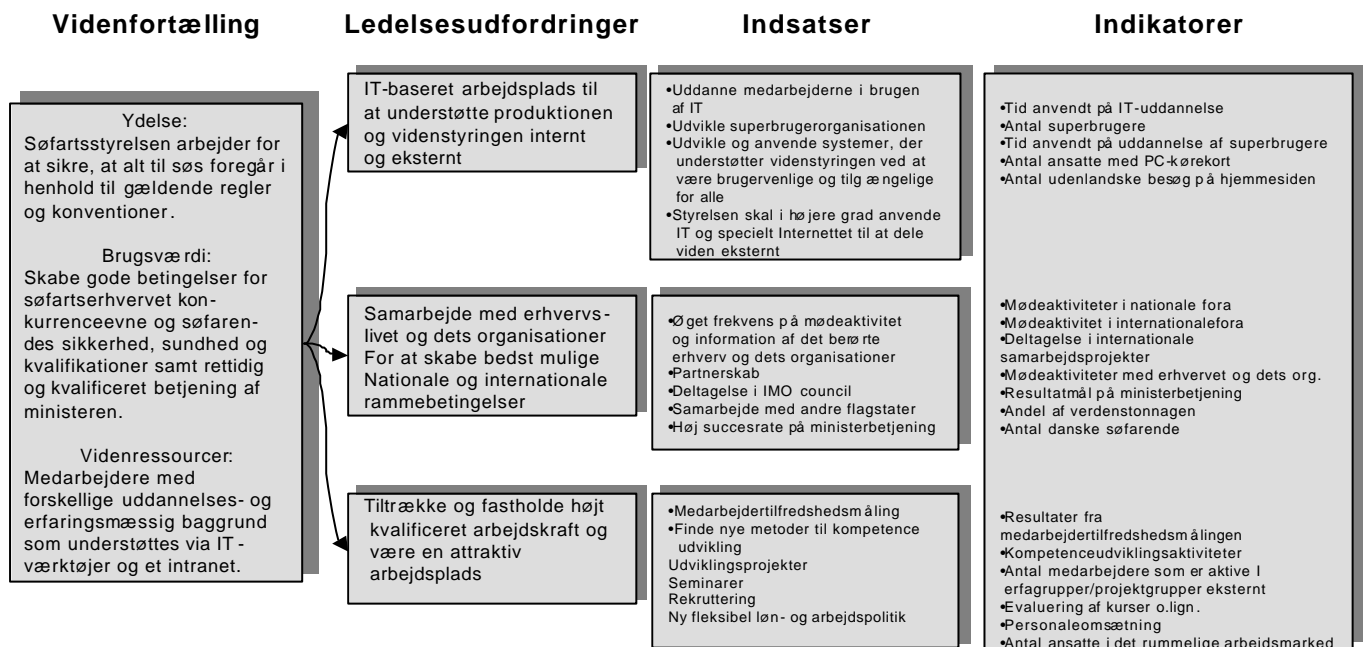 Videnfortælling
Ledelsesudfordringer
Indsatser
Indikatorer
Ydelse:
Søfartsstyrelsen arbejder for
at sikre, at alt til søs foregår i
henhold til gældende regler
og konventioner.
Brugsværdi:
Skabe gode betingelser for
søfartserhvervet kon-
kurrenceevne og søfaren-
des sikkerhed, sundhed og
kvalifikationer samt rettidig
og kvalificeret betjening af
ministeren.
Videnressourcer:
Medarbejdere med
forskellige uddannelses- og
erfaringsmæssig baggrund
som understøttes via IT-
værktøjer og et intranet.
IT-baseret arbejdsplads til
at understøtte produktionen
og videnstyringen internt
og eksternt
Samarbejde med erhvervs-
livet og dets organisationer
For at skabe bedst mulige
Nationale og internationale
rammebetingelser
Tiltrække og fastholde højt
kvalificeret arbejdskraft og
være en attraktiv
arbejdsplads
•Uddanne medarbejderne i brugen
af IT
•Udvikle superbrugerorganisationen
•Udvikle og anvende systemer, der
understøtter videnstyringen ved at
være brugervenlige og tilgængelige
for alle
•Styrelsen skal i højere grad anvende
IT og specielt Internettet til at dele
viden eksternt
•Øget frekvens på mødeaktivitet
og information af det berørte
erhverv og dets organisationer
•Partnerskab
•Deltagelse i IMO council
•Samarbejde med andre flagstater
•Høj succesrate på ministerbetjening
•Medarbejdertilfredshedsmåling
•Finde nye metoder til kompetence
udvikling
Udviklingsprojekter
Seminarer
Rekruttering
Ny fleksibel løn- og arbejdspolitik
•Tid anvendt på IT-uddannelse
•Antal superbrugere
•Tid anvendt på uddannelse af superbrugere
•Antal ansatte med PC-kørekort
•Antal udenlandske besøg på hjemmesiden
•Mødeaktiviteter i nationale fora
•Mødeaktivitet i internationalefora
•Deltagelse i internationale
samarbejdsprojekter
•Mødeaktiviteter med erhvervet og dets org.
•Resultatmål på ministerbetjening
•Andel af verdenstonnagen
•Antal danske søfarende
•Resultater fra
medarbejdertilfredshedsmålingen
•Kompetenceudviklingsaktiviteter
•Antal medarbejdere som er aktive I
erfagrupper/projektgrupper eksternt
•Evaluering af kurser o.lign.
•Personaleomsætning
•Antal ansatte i det rummelige arbejdsmarked